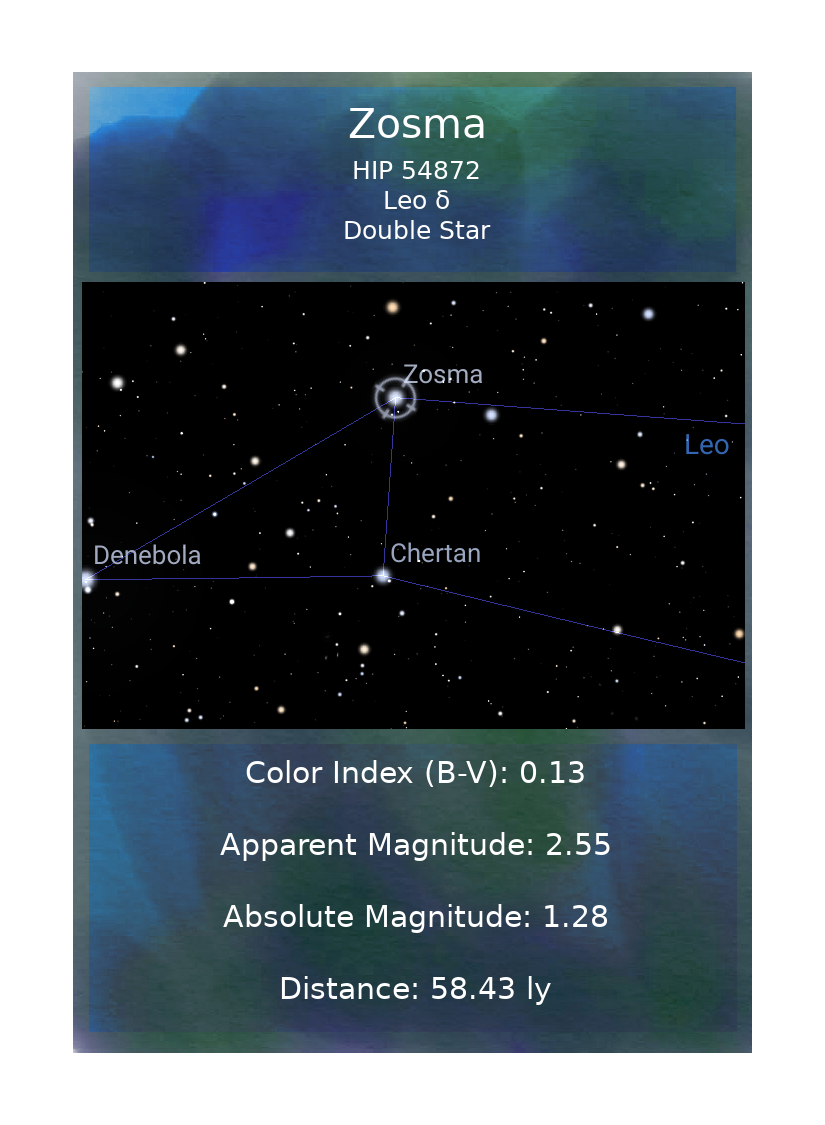 Zosma
HIP 54872
Leo δ
Double Star
Zosma
Leo
Denebola
Chertan
Color Index (B-V): 0.13
Apparent Magnitude: 2.55
Absolute Magnitude: 1.28
Distance: 58.43 ly